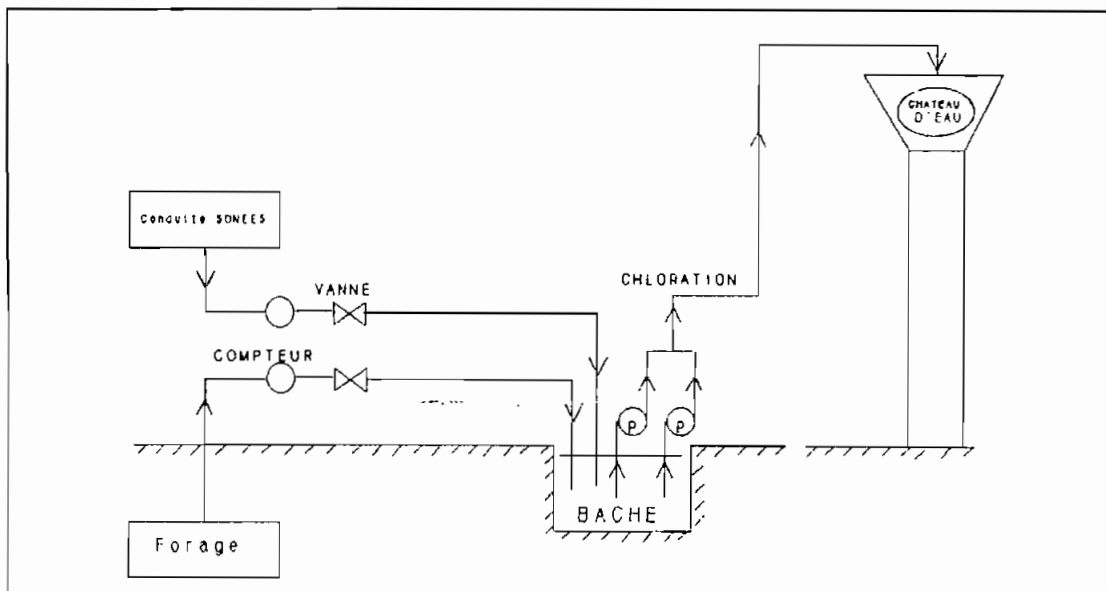 CHATEAU
D'EAU
Conduite SONEES
CHLORATION
VANNE
COMPTEUR
P
P
BACHE
Forage